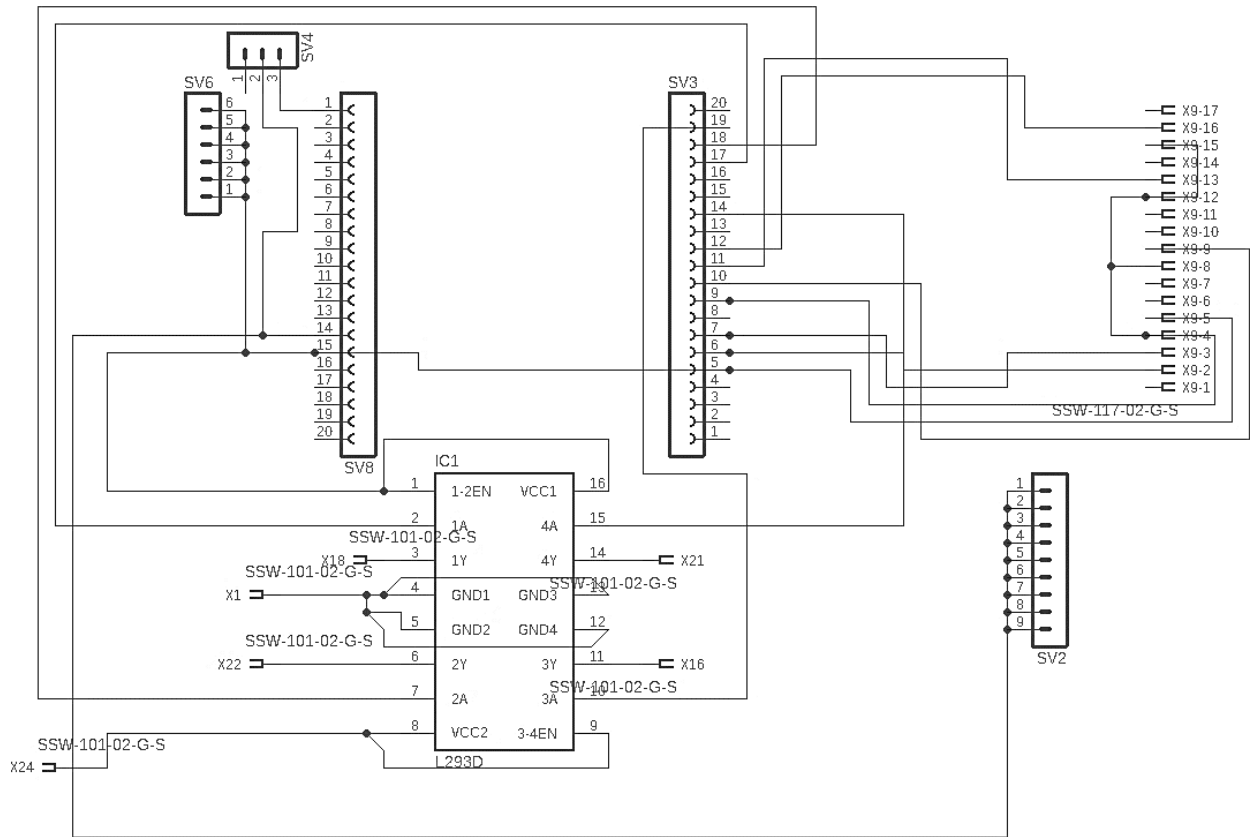 SV4
1
2
3
SV6
6
5
4
3
2
1
1
2
3
4
5
6
7
8
9
10
11
12
13
14
15
16
17
18
19
20
SV8
SV3
20
19
18
17
16
15
14
13
12
11
10
9
8
7
6
5
4
3
2
1
X9-17
X9-16
X9-15
X9-14
X9-13
X9-12
X9-11
X9-10
X9-9
X9-8
X9-7
X9-6
X9-5
X9-4
X9-3
X9-2
X9-1
SSW-117-02-G-S
IC1
1 1-2EN VCC1 16
2 1A 4A 15
SSW-101-02-G-S
X18 3 1Y 4Y 14 X21
SSW-101-02-G-S SSW-101-02-G-S
X1 4 GND1 GND3 13
5 GND2 GND4 12
SSW-101-02-G-S
X22 6 2Y 3Y 11 X16
SSW-101-02-G-S
7 2A 3A 10
8 VCC2 3-4EN 9
SSW-101-02-G-S
X24
L293D
1
2
3
4
5
6
7
8
9
SV2